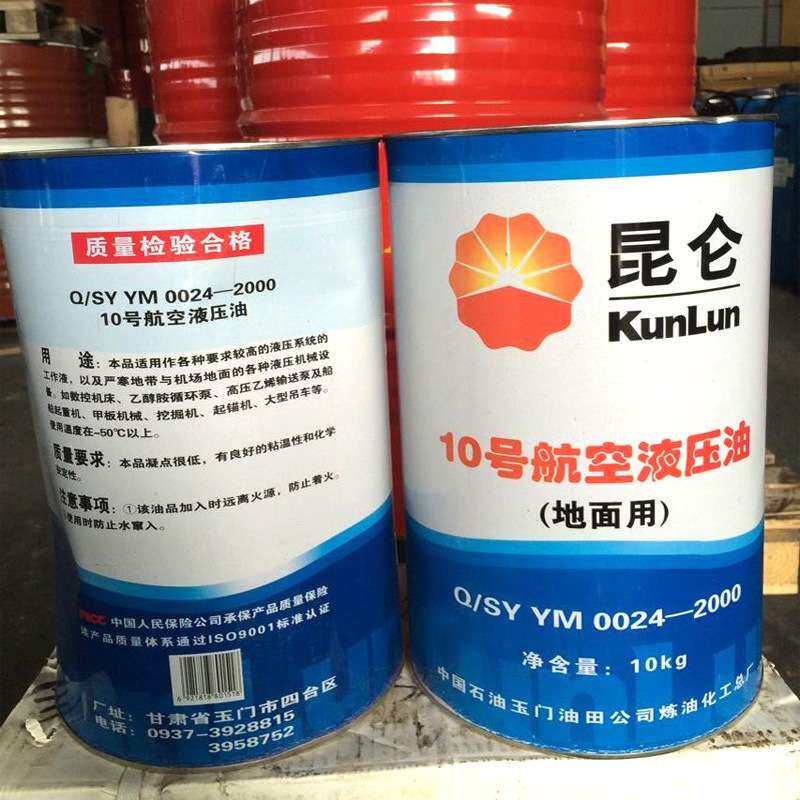 质量检验合格
Q/SY YM 0024—2000
10号航空液压油
用 途：本品适用作各种要求较高的液压系统的
工作液，以及严寒地带与机场地面的各种液压机械设
备。如数控机床、乙醇胺循环泵、高压乙烯输送泵及船
舶起重机、甲板机械、挖掘机、起锚机、大型吊车等。
使用温度在-50℃以上。
质量要求：本品凝点很低，有良好的粘温性和化学
安定性。
注意事项：①该油品加入时远离火源，防止着火。
使用时防止水窜入。
PICC 中国人民保险公司承保产品质量保险
该产品质量体系通过ISO9001标准认证
6 921818 801518
厂址：甘肃省玉门市四台区
电话：0937-3928815
3958752
昆仑
KunLun
10号航空液压油
(地面用)
Q/SY YM 0024—2000
净含量：10kg
中国石油玉门油田公司炼油化工总厂